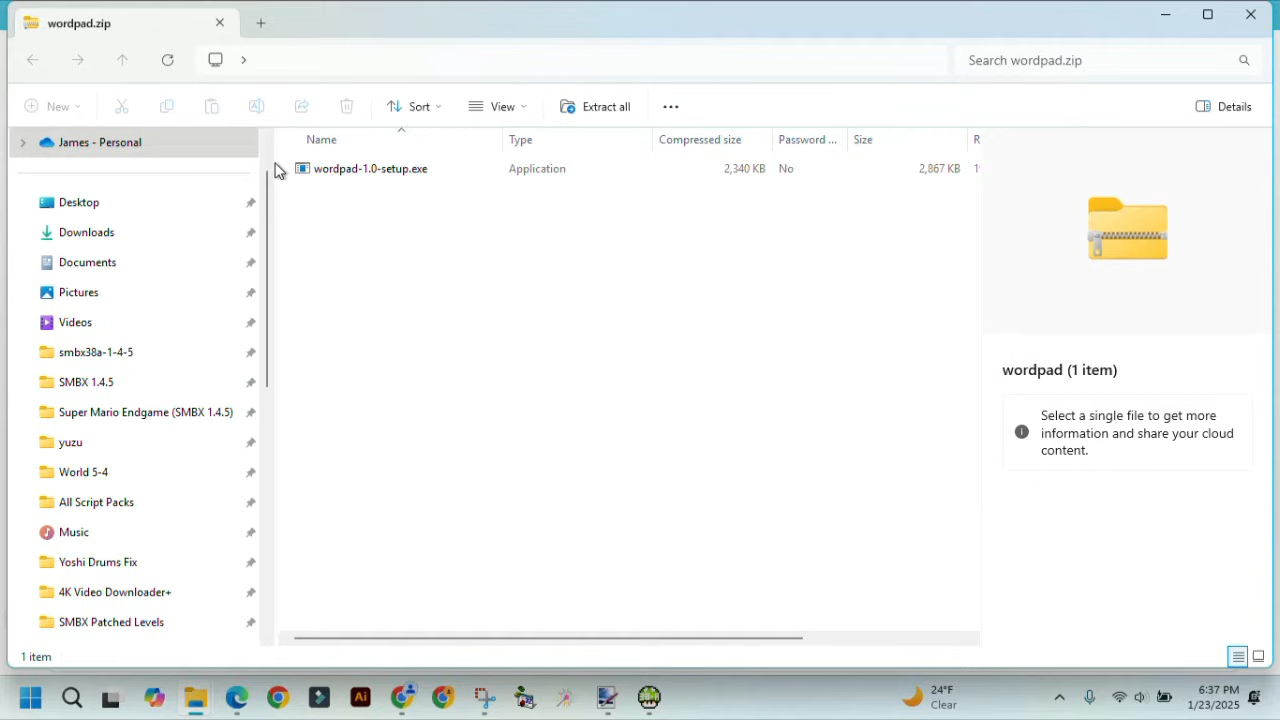 wordpad.zip
Search wordpad.zip
New
Sort
View
Extract all
Details
James - Personal
Name
Type
Compressed size
Password ...
Size
R
wordpad-1.0-setup.exe
Application
2,340 KB
No
2,867 KB
1
Desktop
Downloads
Documents
Pictures
Videos
smbx38a-1-4-5
SMBX 1.4.5
Super Mario Endgame (SMBX 1.4.5)
yuzu
World 5-4
All Script Packs
Music
Yoshi Drums Fix
4K Video Downloader+
SMBX Patched Levels
wordpad (1 item)
Select a single file to get more
information and share your cloud
content.
1 item
Ai
24°F
Clear
6:37 PM
1/23/2025